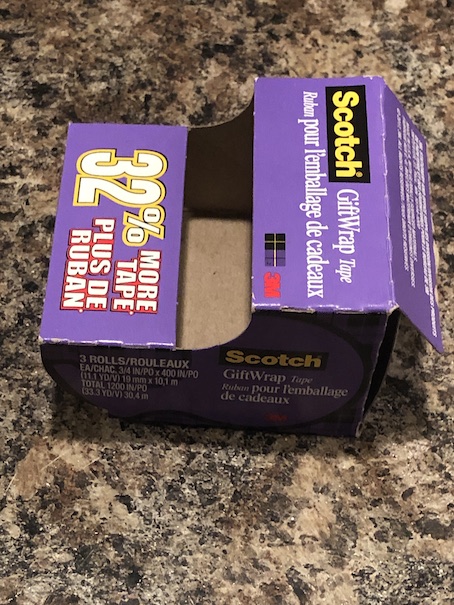 32%
MORE
TAPE
PLUS DE
RUBAN
Scotch®
GiftWrap Tape
Ruban pour l'emballage de cadeaux
3M
3 ROLLS/ROULEAUX
EA/CHAC. 3/4 IN/PO x 400 IN/PO
(11.1 YD/V) 19 mm x 10,1 m
TOTAL 1200 IN/PO
(33.3 YD/V) 30,4 m
Scotch
GiftWrap Tape
Ruban pour l'emballage
de cadeaux
3M